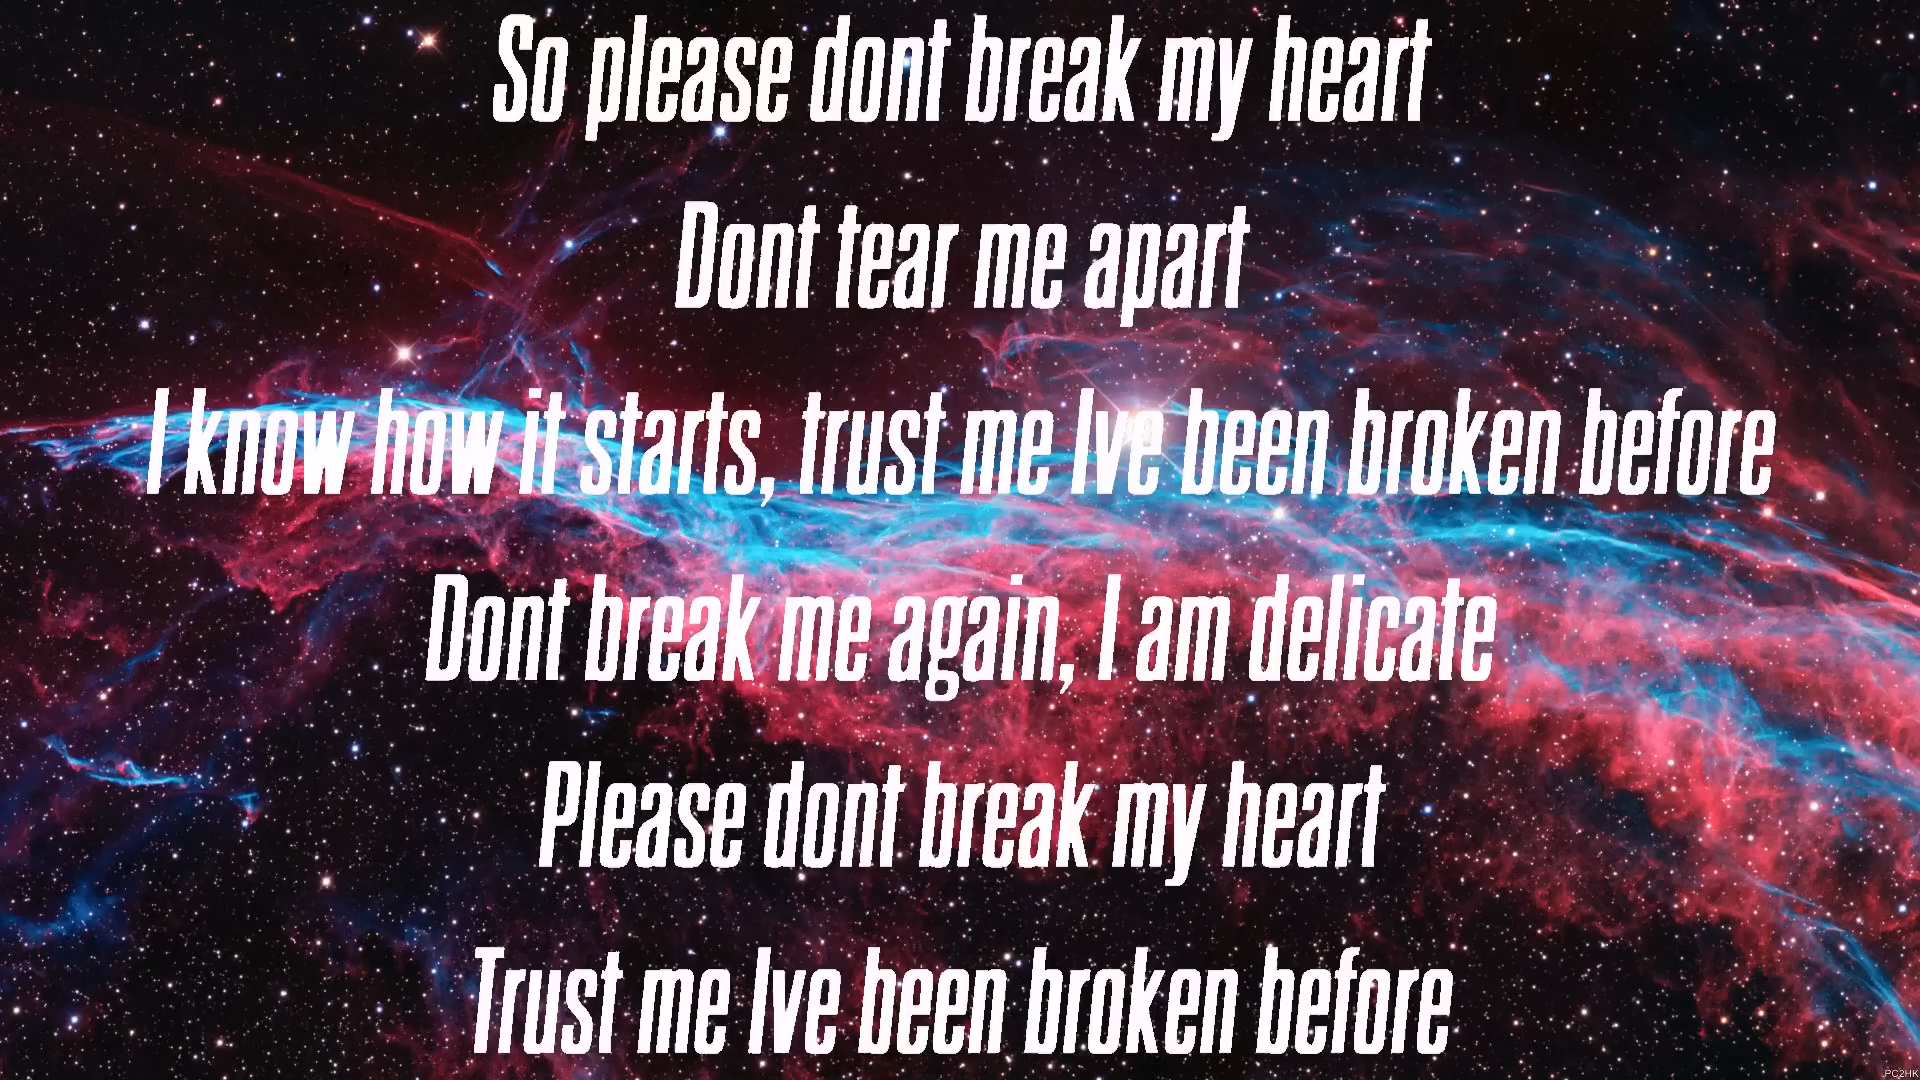 So please dont break my heart
Dont tear me apart
I know how it starts, trust me Ive been broken before
Dont break me again, I am delicate
Please dont break my heart
Trust me Ive been broken before
PC2HK